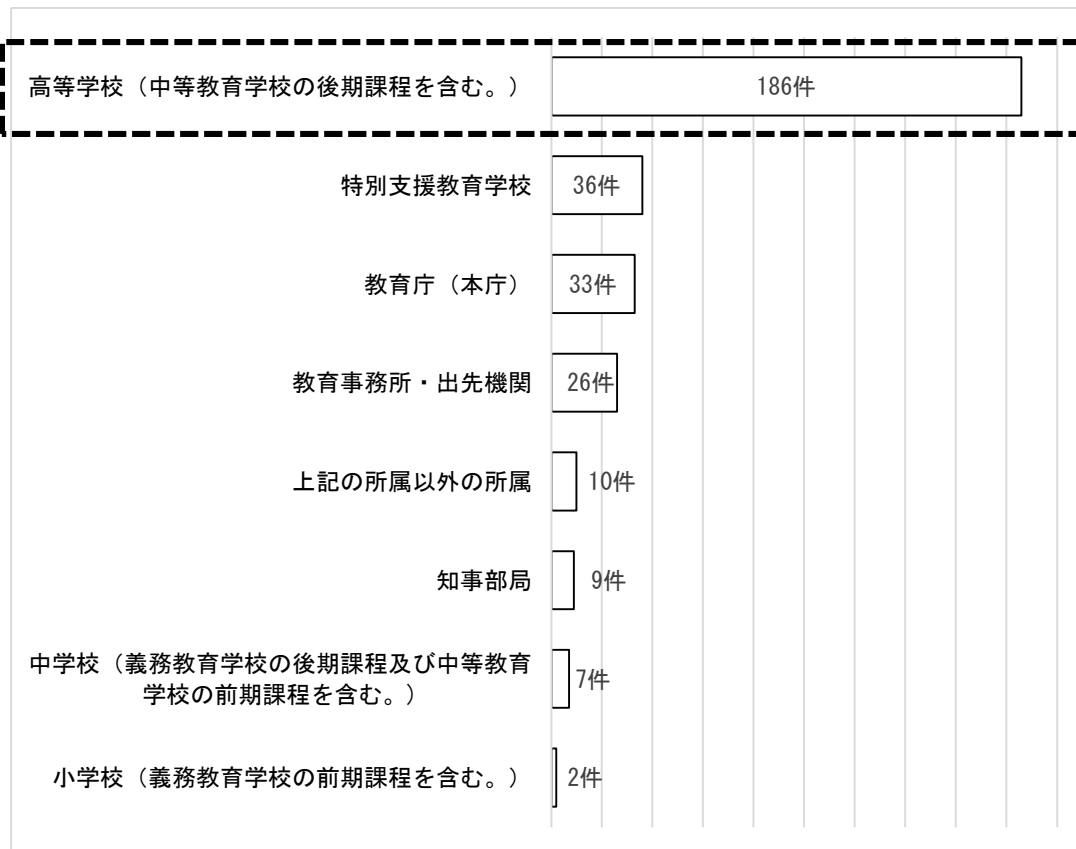 高等学校（中等教育学校の後期課程を含む。）
186件
特別支援教育学校
36件
教育庁（本庁）
33件
教育事務所・出先機関
26件
上記の所属以外の所属
10件
知事部局
9件
中学校（義務教育学校の後期課程及び中等教育
学校の前期課程を含む。）
7件
小学校（義務教育学校の前期課程を含む。）
2件